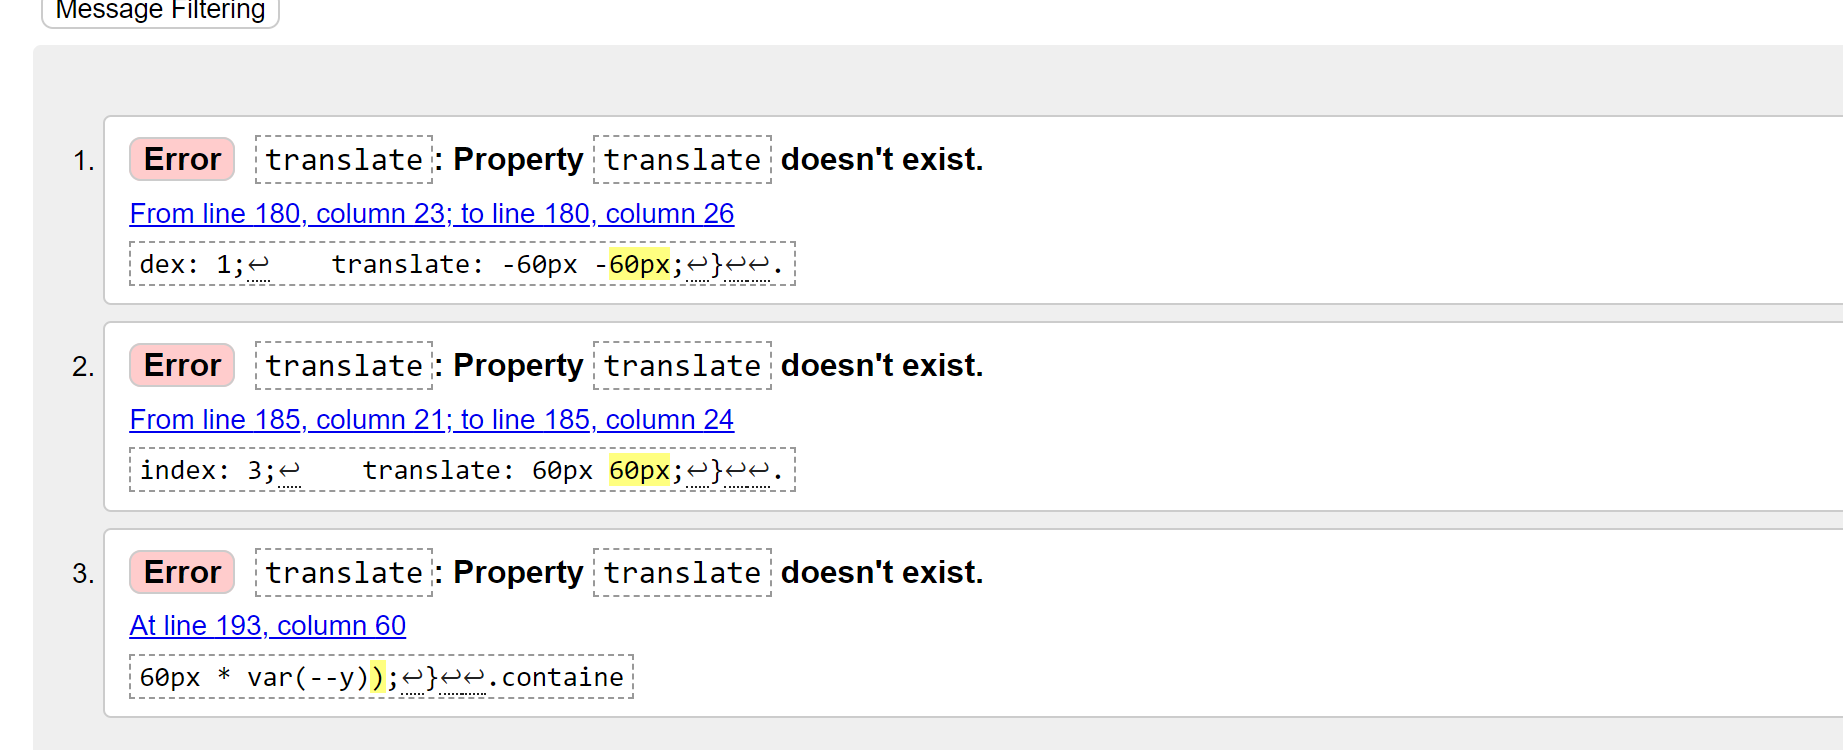 Message Filtering
1. Error translate: Property translate doesn't exist.
From line 180, column 23; to line 180, column 26
dex: 1;↩    translate: -60px -60px;↩}↩↩.
2. Error translate: Property translate doesn't exist.
From line 185, column 21; to line 185, column 24
index: 3;↩    translate: 60px 60px;↩}↩↩.
3. Error translate: Property translate doesn't exist.
At line 193, column 60
60px * var(--y));↩}↩↩.containe